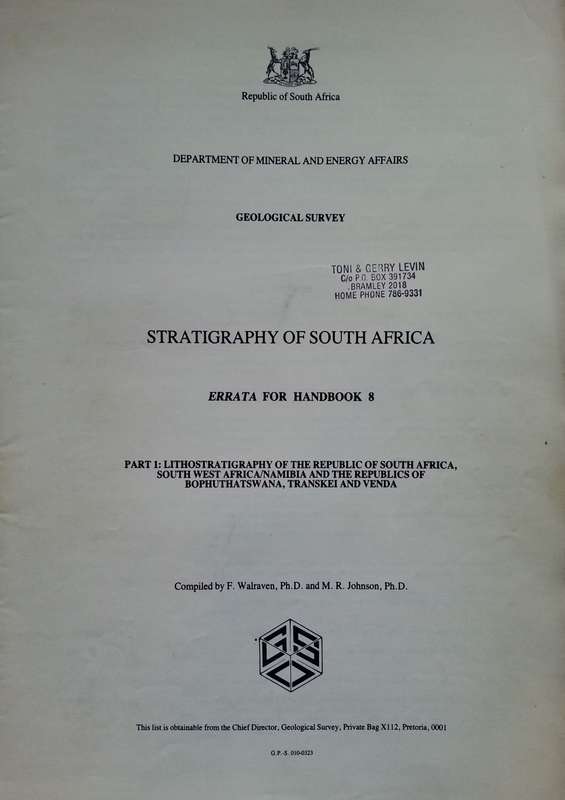 Republic of South Africa
DEPARTMENT OF MINERAL AND ENERGY AFFAIRS
GEOLOGICAL SURVEY
TONI & GERRY LEVIN
C/o P.O. BOX 391734
BRAMLEY 2018
HOME PHONE 786-9331
STRATIGRAPHY OF SOUTH AFRICA
ERRATA FOR HANDBOOK 8
PART 1: LITHOSTRATIGRAPHY OF THE REPUBLIC OF SOUTH AFRICA,
SOUTH WEST AFRICA/NAMIBIA AND THE REPUBLICS OF
BOPHUTHATSWANA, TRANSKEI AND VENDA
Compiled by F. Walraven, Ph.D. and M. R. Johnson, Ph.D.
This list is obtainable from the Chief Director, Geological Survey, Private Bag X112, Pretoria, 0001
G.P.-S. 010-0323